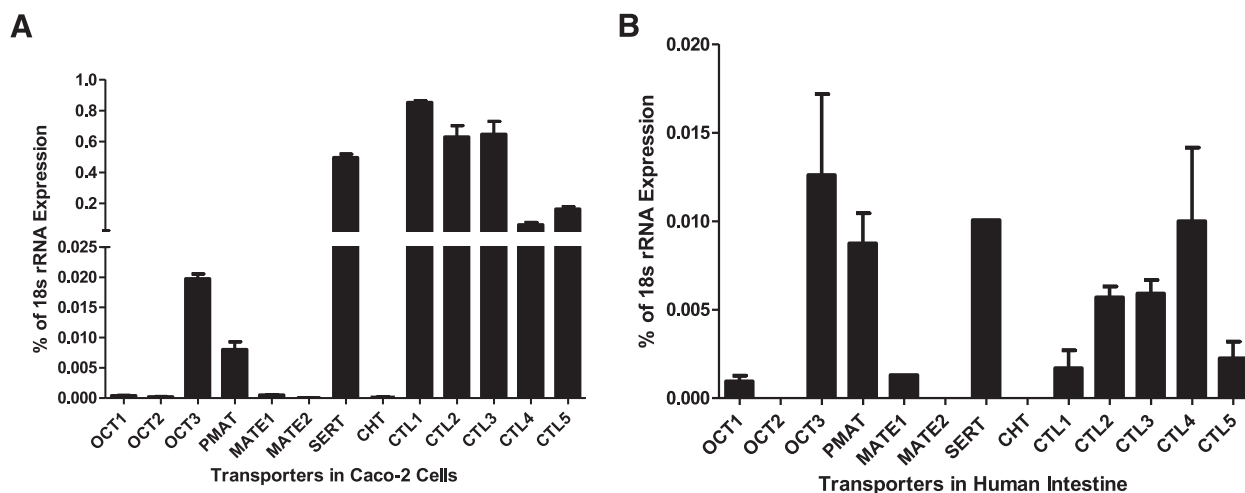 A
% of 18s rRNA Expression
1.0
0.8
0.6
0.4
0.2
0.025
0.020
0.015
0.010
0.005
0.000
OCT1 OCT2 OCT3 PMAT MATE1 MATE2 SERT CHT CTL1 CTL2 CTL3 CTL4 CTL5
Transporters in Caco-2 Cells
B
% of 18s rRNA Expression
0.020
0.015
0.010
0.005
0.000
OCT1 OCT2 OCT3 PMAT MATE1 MATE2 SERT CHT CTL1 CTL2 CTL3 CTL4 CTL5
Transporters in Human Intestine